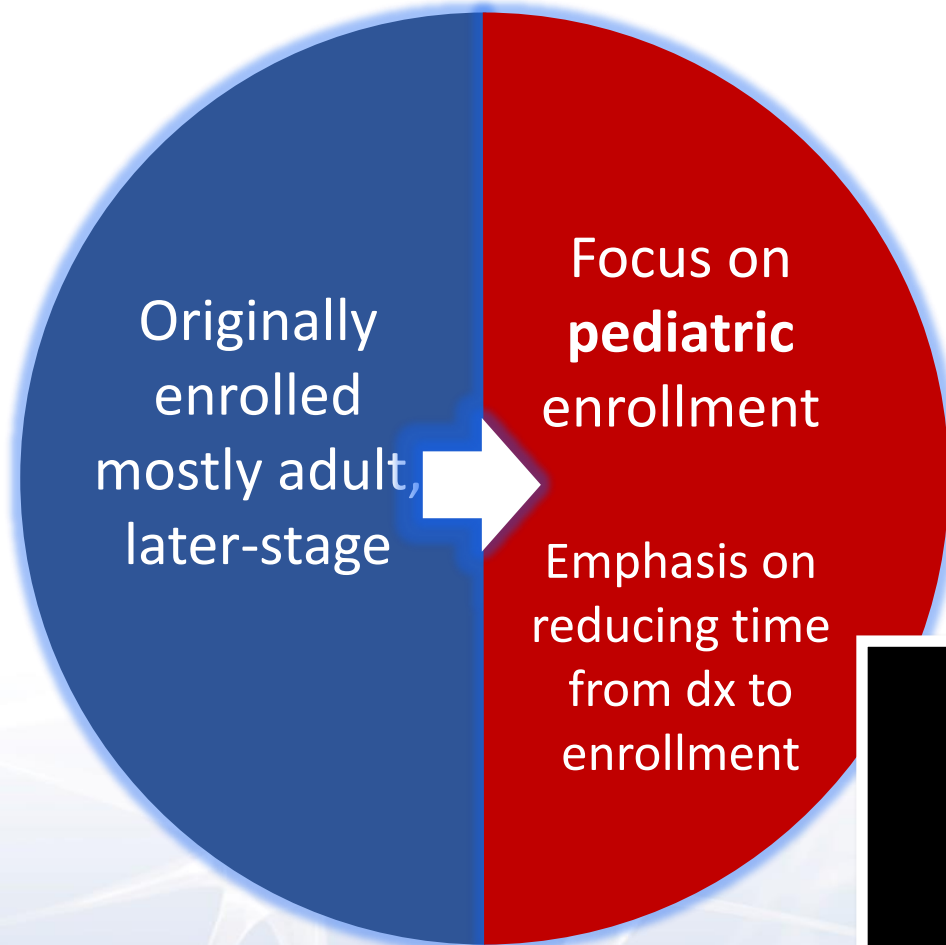 Originally
enrolled
mostly adult,
later-stage
Focus on
pediatric
enrollment
Emphasis on
reducing time
from dx to
enrollment